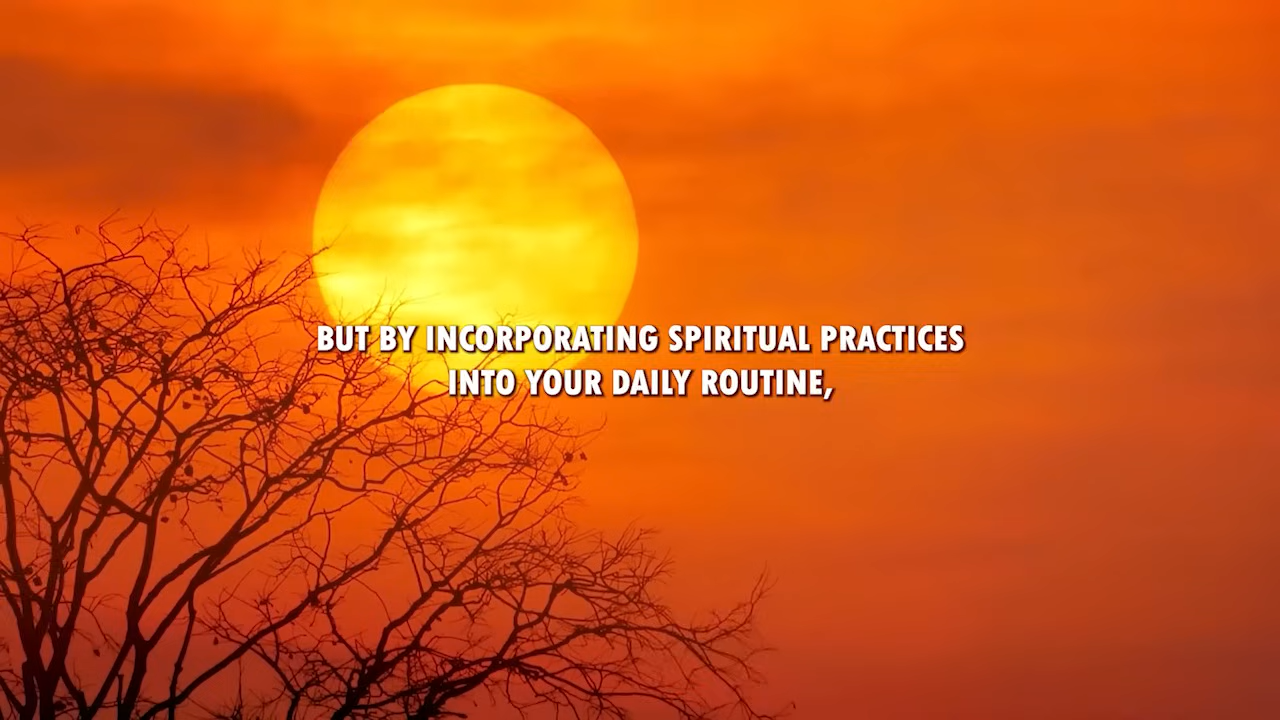 BUT BY INCORPORATING SPIRITUAL PRACTICES
INTO YOUR DAILY ROUTINE,